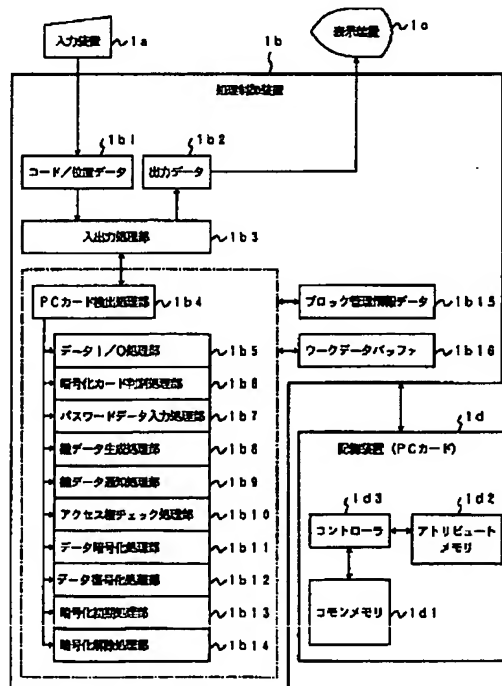 入力装置
1a
表示装置
1c
1b
処理制御装置
1b1
1b2
コード/位置データ
出力データ
入出力処理部
1b3
PCカード検出処理部
1b4
データI/O処理部
1b5
暗号化カード判別処理部
1b6
パスワードデータ入力処理部
1b7
鍵データ生成処理部
1b8
鍵データ通知処理部
1b9
アクセス権チェック処理部
1b10
データ暗号化処理部
1b11
データ復号化処理部
1b12
暗号化初期処理部
1b13
暗号化解除処理部
1b14
ブロック管理情報データ
1b15
ワークデータバッファ
1b16
1d
記憶装置(PCカード)
1d3
1d2
コントローラ
アトリビュート
メモリ
コモンメモリ
1d1